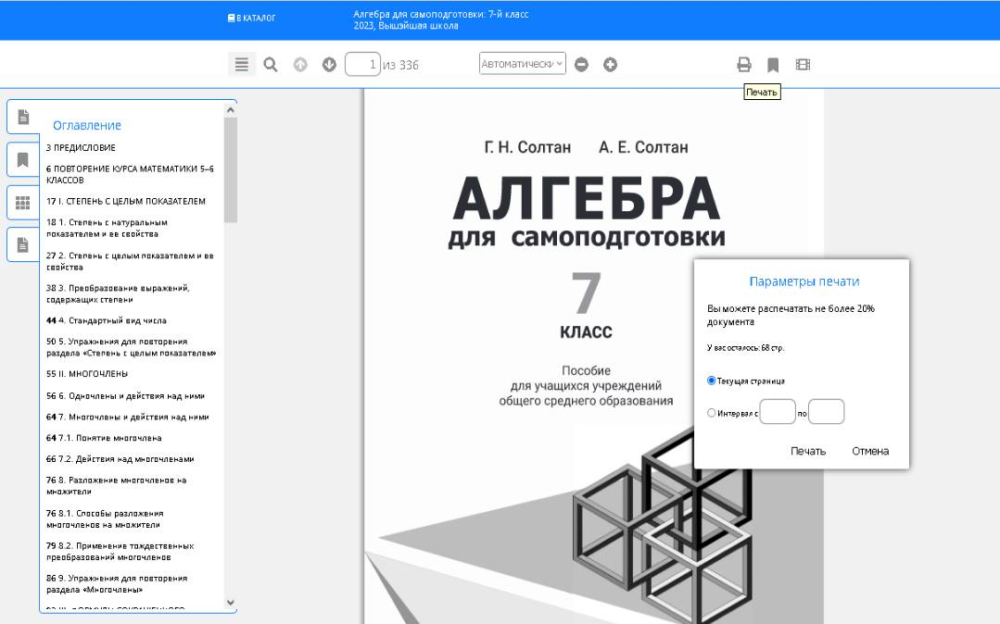 В КАТАЛОГ
Алгебра для самоподготовки: 7-й класс
2023, Вышэйшая школа
1 из 336
Автоматически
Печать
Оглавление
3 ПРЕДИСЛОВИЕ
6 ПОВТОРЕНИЕ КУРСА МАТЕМАТИКИ 5–6
КЛАССОВ
17 I. СТЕПЕНЬ С ЦЕЛЫМ ПОКАЗАТЕЛЕМ
18 1. Степень с натуральным
показателем и ее свойства
27 2. Степень с целым показателем и ее
свойства
38 3. Преобразование выражений,
содержащих степени
44 4. Стандартный вид числа
50 5. Упражнения для повторения
раздела «Степень с целым показателем»
55 II. МНОГОЧЛЕНЫ
56 6. Одночлены и действия над ними
64 7. Многочлены и действия над ними
64 7.1. Понятие многочлена
66 7.2. Действия над многочленами
76 8. Разложение многочленов на
множители
76 8.1. Способы разложения
многочленов на множители
79 8.2. Применение тождественных
преобразований многочленов
86 9. Упражнения для повторения
раздела «Многочлены»
Г. Н. Солтан А. Е. Солтан
АЛГЕБРА
для самоподготовки
7
КЛАСС
Пособие
для учащихся учреждений
общего среднего образования
Параметры печати
Вы можете распечатать не более 20%
документа
У вас осталось: 68 стр.
Текущая страница
Интервал с по
Печать Отмена